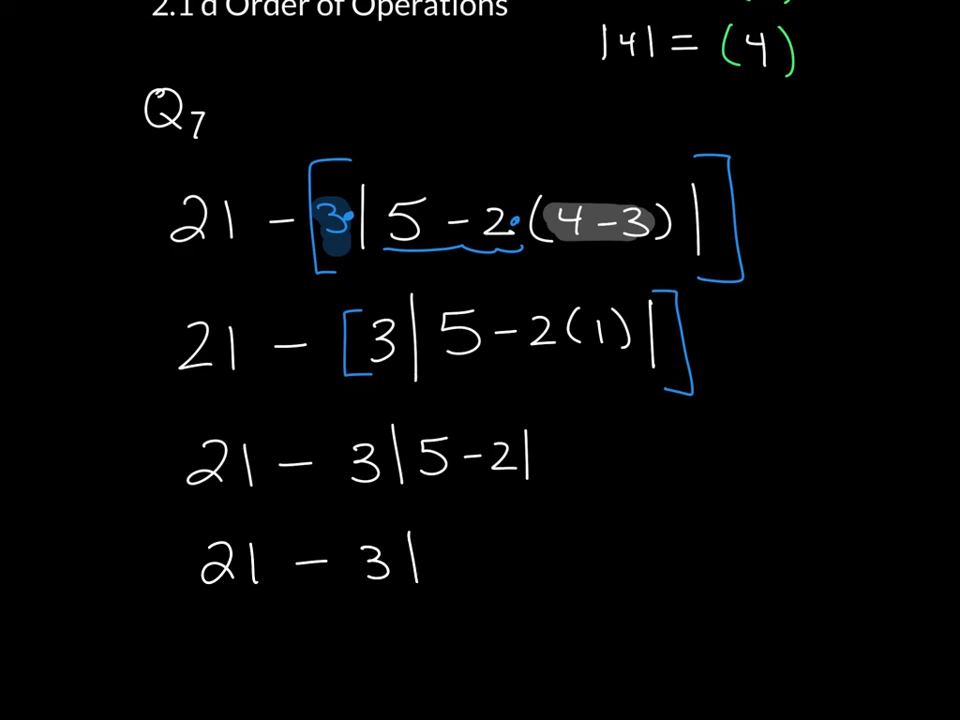 2.1 d Order of Operations
|4| = (4)
Q7
21 - [3·|5 - 2·(4 - 3)|]
21 - [3|5 - 2(1)|]
21 - 3|5 - 2|
21 - 3|